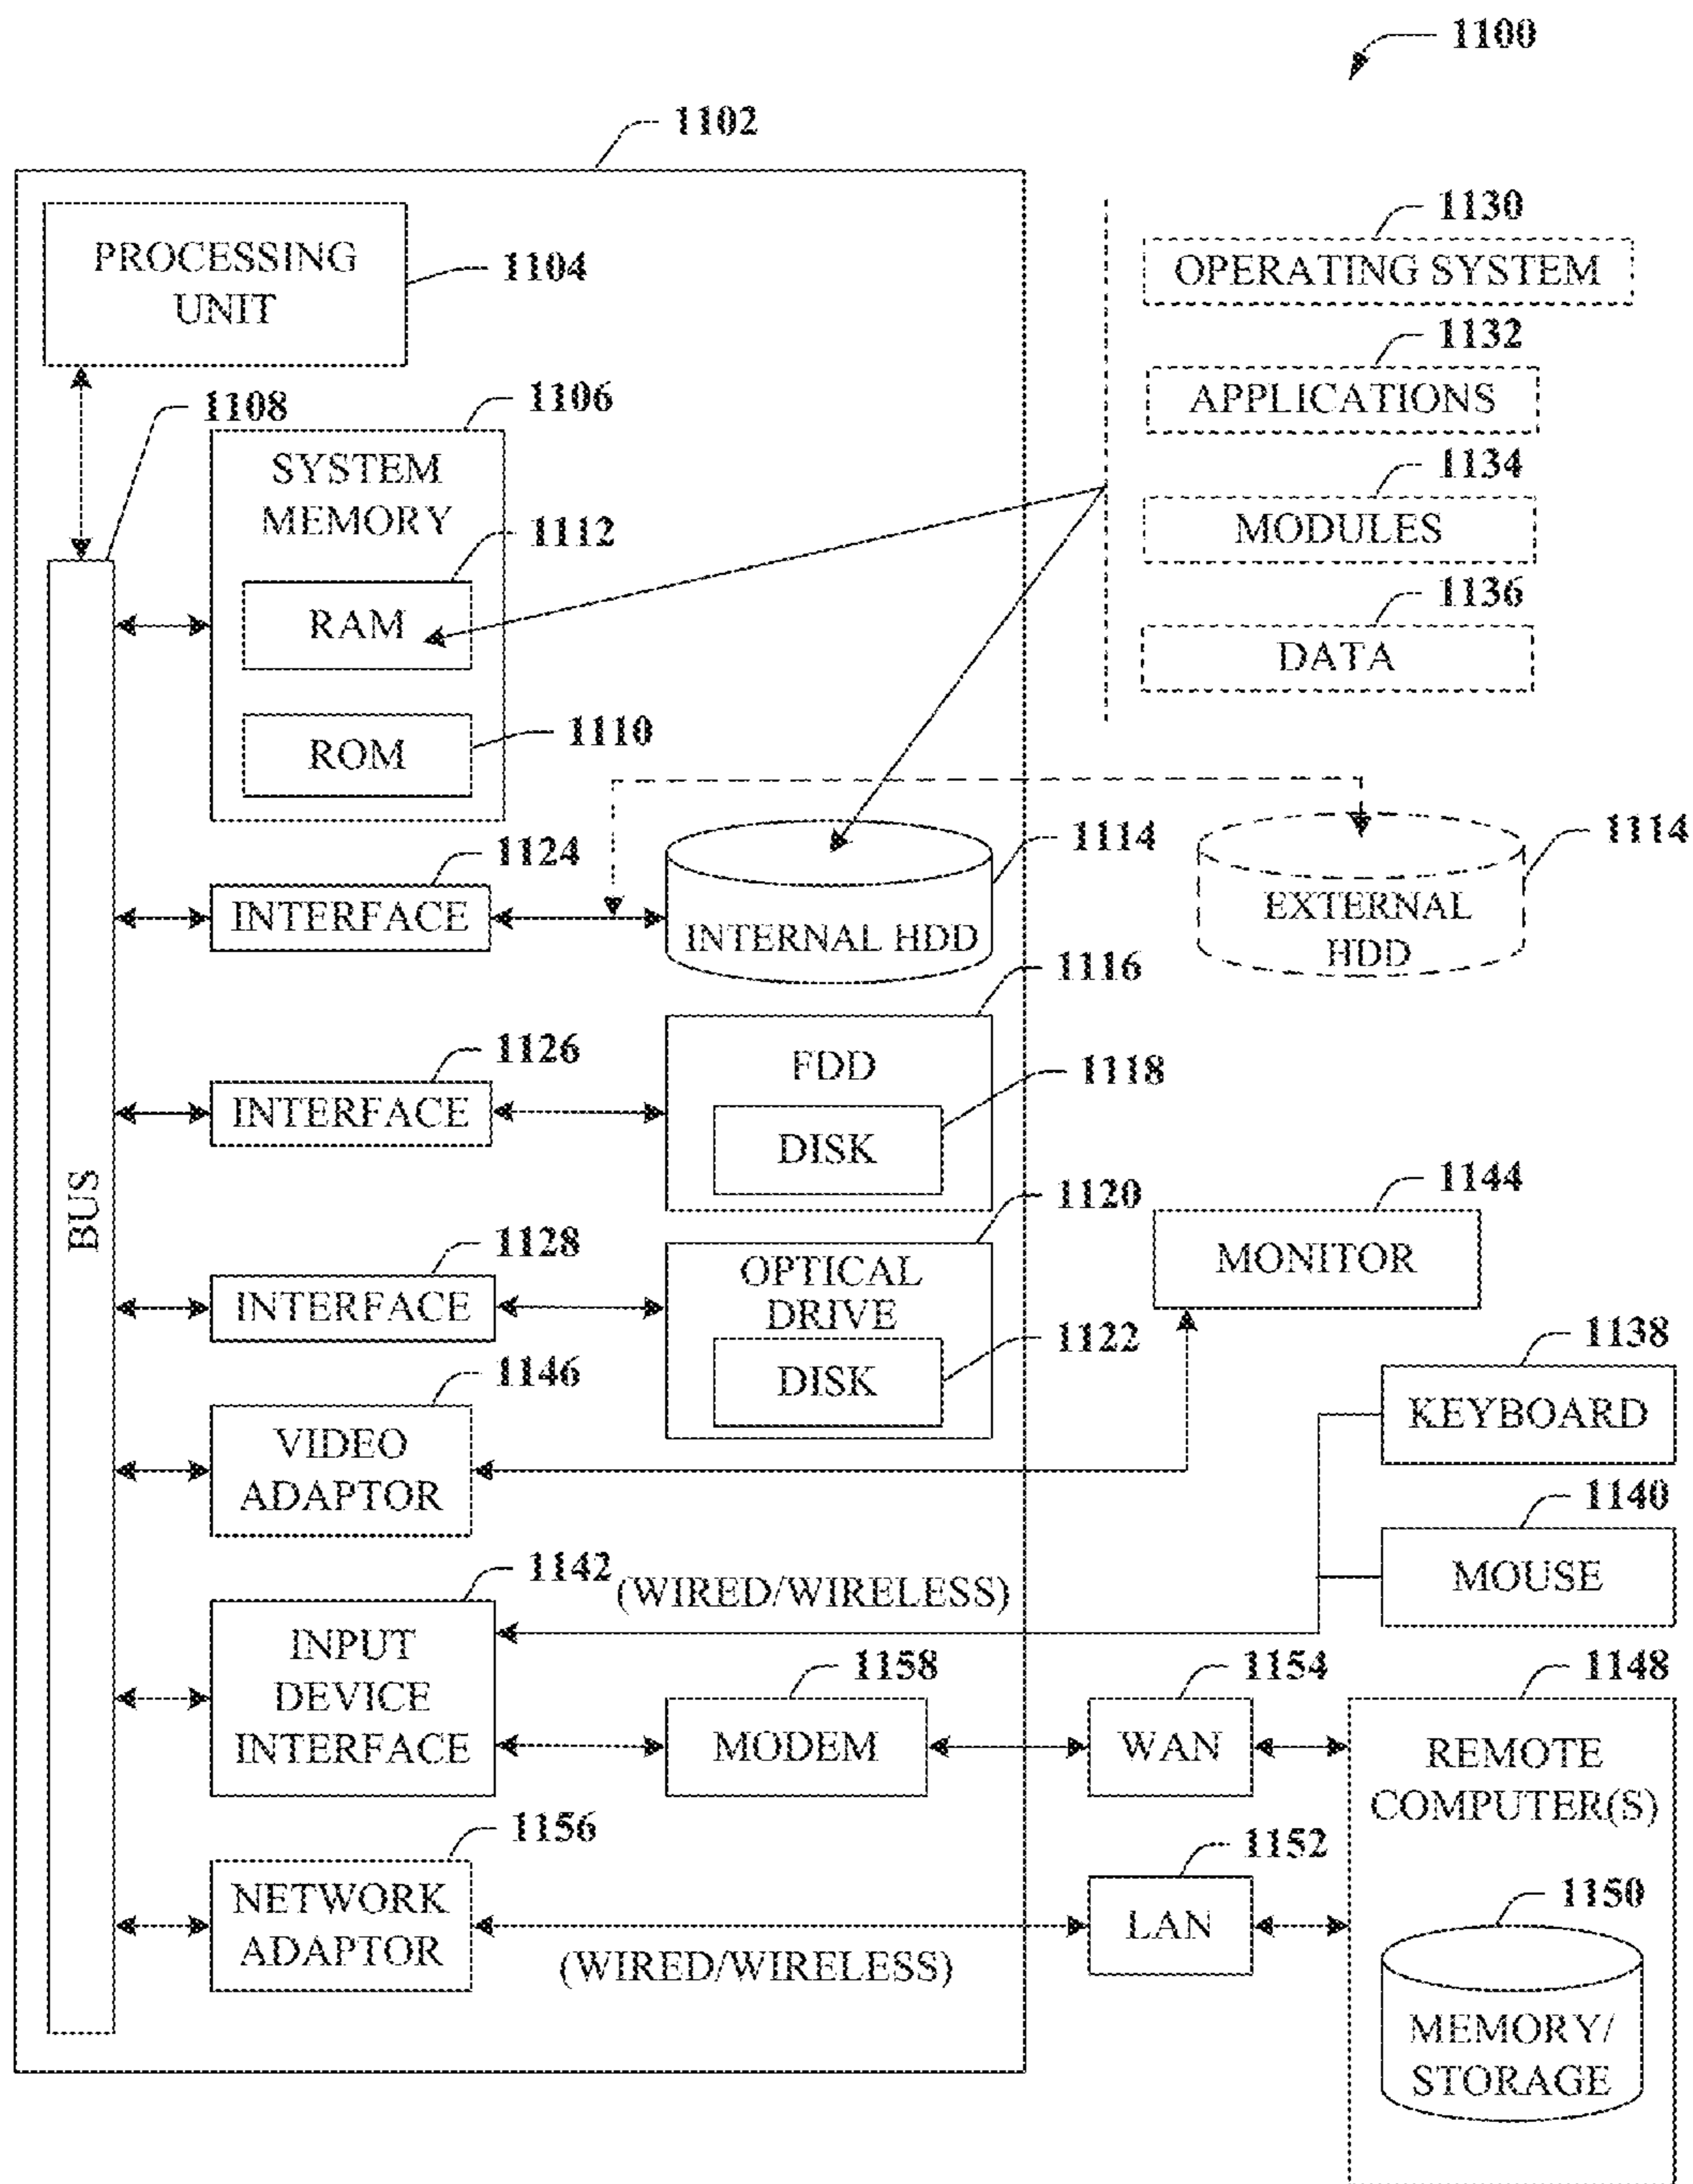 1100
1102
PROCESSING
UNIT
1104
1130
OPERATING SYSTEM
1132
APPLICATIONS
1134
MODULES
1136
DATA
1108
1106
SYSTEM
MEMORY
1112
RAM
1110
ROM
BUS
1124
INTERFACE
1114
INTERNAL HDD
1114
EXTERNAL
HDD
1126
INTERFACE
1116
FDD
1118
DISK
1128
INTERFACE
1120
OPTICAL
DRIVE
1122
DISK
1144
MONITOR
1146
VIDEO
ADAPTOR
1138
KEYBOARD
1140
MOUSE
1142
(WIRED/WIRELESS)
INPUT
DEVICE
INTERFACE
1158
MODEM
1154
WAN
1148
REMOTE
COMPUTER(S)
1156
NETWORK
ADAPTOR
(WIRED/WIRELESS)
1152
LAN
1150
MEMORY/
STORAGE